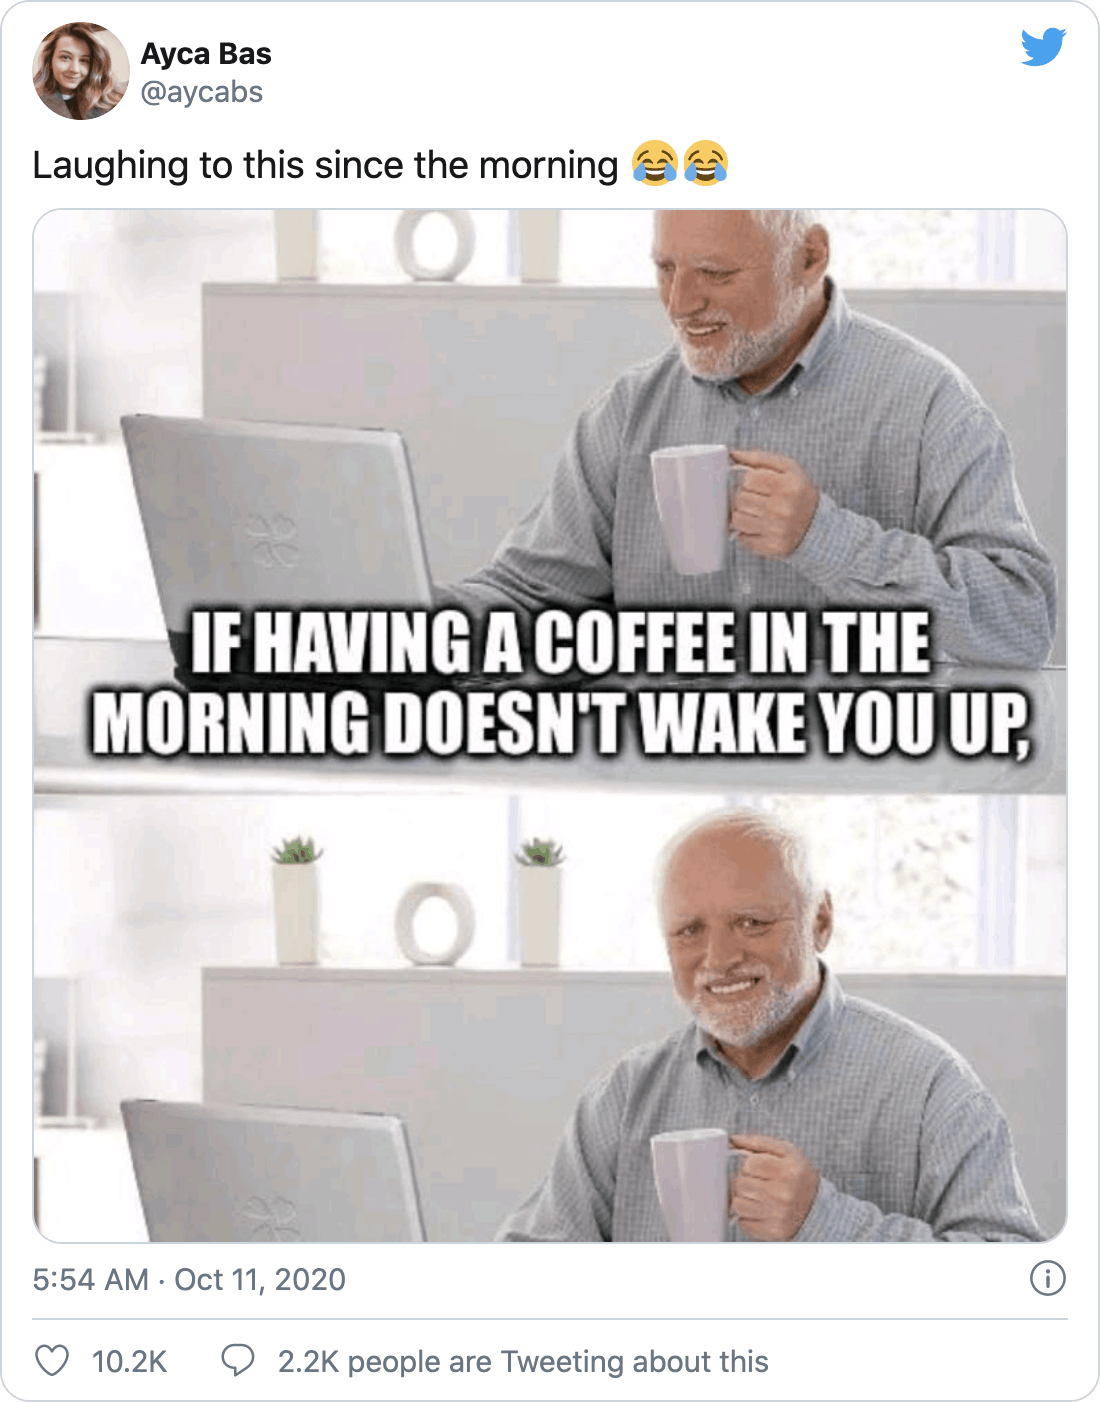 Ayca Bas
@aycabs
Laughing to this since the morning 😂😂
IF HAVING A COFFEE IN THE
MORNING DOESN'T WAKE YOU UP,
5:54 AM · Oct 11, 2020
10.2K
2.2K people are Tweeting about this